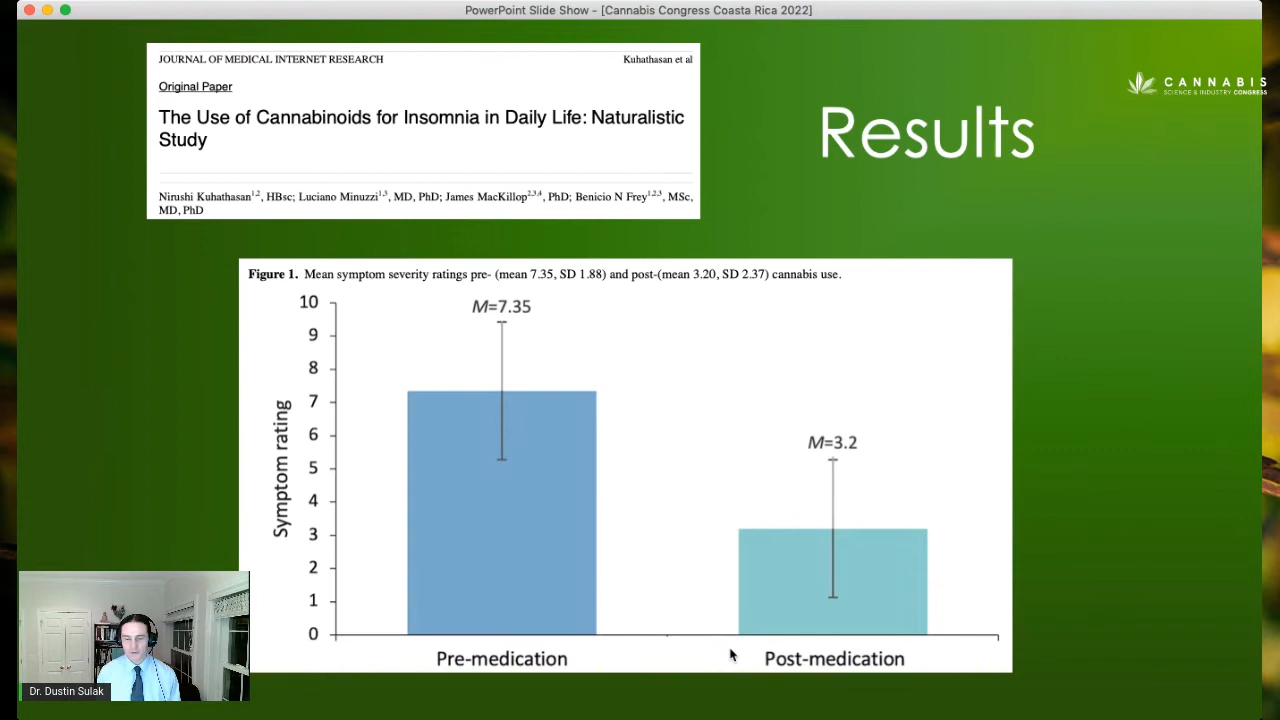 PowerPoint Slide Show - [Cannabis Congress Coasta Rica 2022]
JOURNAL OF MEDICAL INTERNET RESEARCH Kuhathasan et al
Original Paper
The Use of Cannabinoids for Insomnia in Daily Life: Naturalistic
Study
Nirushi Kuhathasan1,2, HBsc; Luciano Minuzzi1,3, MD, PhD; James MacKillop2,3,4, PhD; Benicio N Frey1,2,3, MSc,
MD, PhD
Results
CANNABIS
SCIENCE & INDUSTRY CONGRESS
Figure 1. Mean symptom severity ratings pre- (mean 7.35, SD 1.88) and post-(mean 3.20, SD 2.37) cannabis use.
10
9
8
7
6
5
4
3
2
1
0
Symptom rating
M=7.35
M=3.2
Pre-medication
Post-medication
Dr. Dustin Sulak